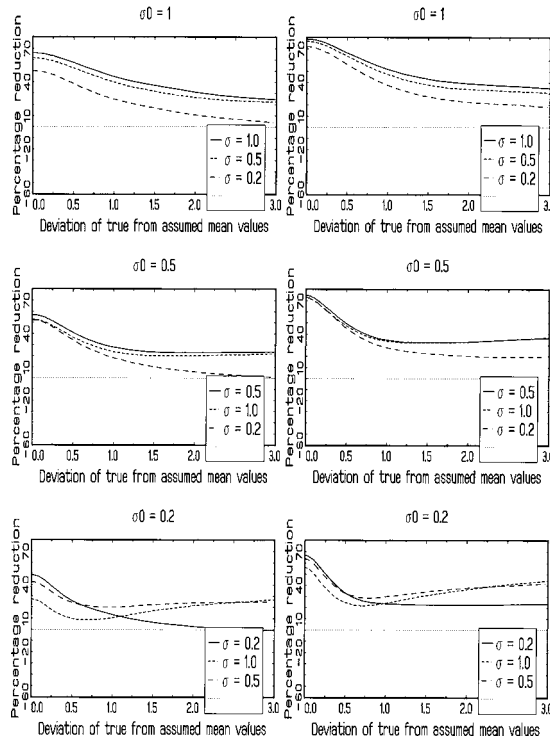 σ0 = 1
Percentage reduction
-60 -20 10 40 70
σ = 1.0
σ = 0.5
σ = 0.2
0.0 0.5 1.0 1.5 2.0 3.0
Deviation of true from assumed mean values
σ0 = 1
Percentage reduction
-60 -20 10 40 70
σ = 1.0
σ = 0.5
σ = 0.2
0.0 0.5 1.0 1.5 2.0 3.0
Deviation of true from assumed mean values
σ0 = 0.5
Percentage reduction
-60 -20 10 40 70
σ = 0.5
σ = 1.0
σ = 0.2
0.0 0.5 1.0 1.5 2.0 3.0
Deviation of true from assumed mean values
σ0 = 0.5
Percentage reduction
-60 -20 10 40 70
σ = 0.5
σ = 1.0
σ = 0.2
0.0 0.5 1.0 1.5 2.0 3.0
Deviation of true from assumed mean values
σ0 = 0.2
Percentage reduction
-60 -20 10 40 70
σ = 0.2
σ = 1.0
σ = 0.5
0.0 0.5 1.0 1.5 2.0 3.0
Deviation of true from assumed mean values
σ0 = 0.2
Percentage reduction
-60 -20 10 40 70
σ = 0.2
σ = 1.0
σ = 0.5
0.0 0.5 1.0 1.5 2.0 3.0
Deviation of true from assumed mean values